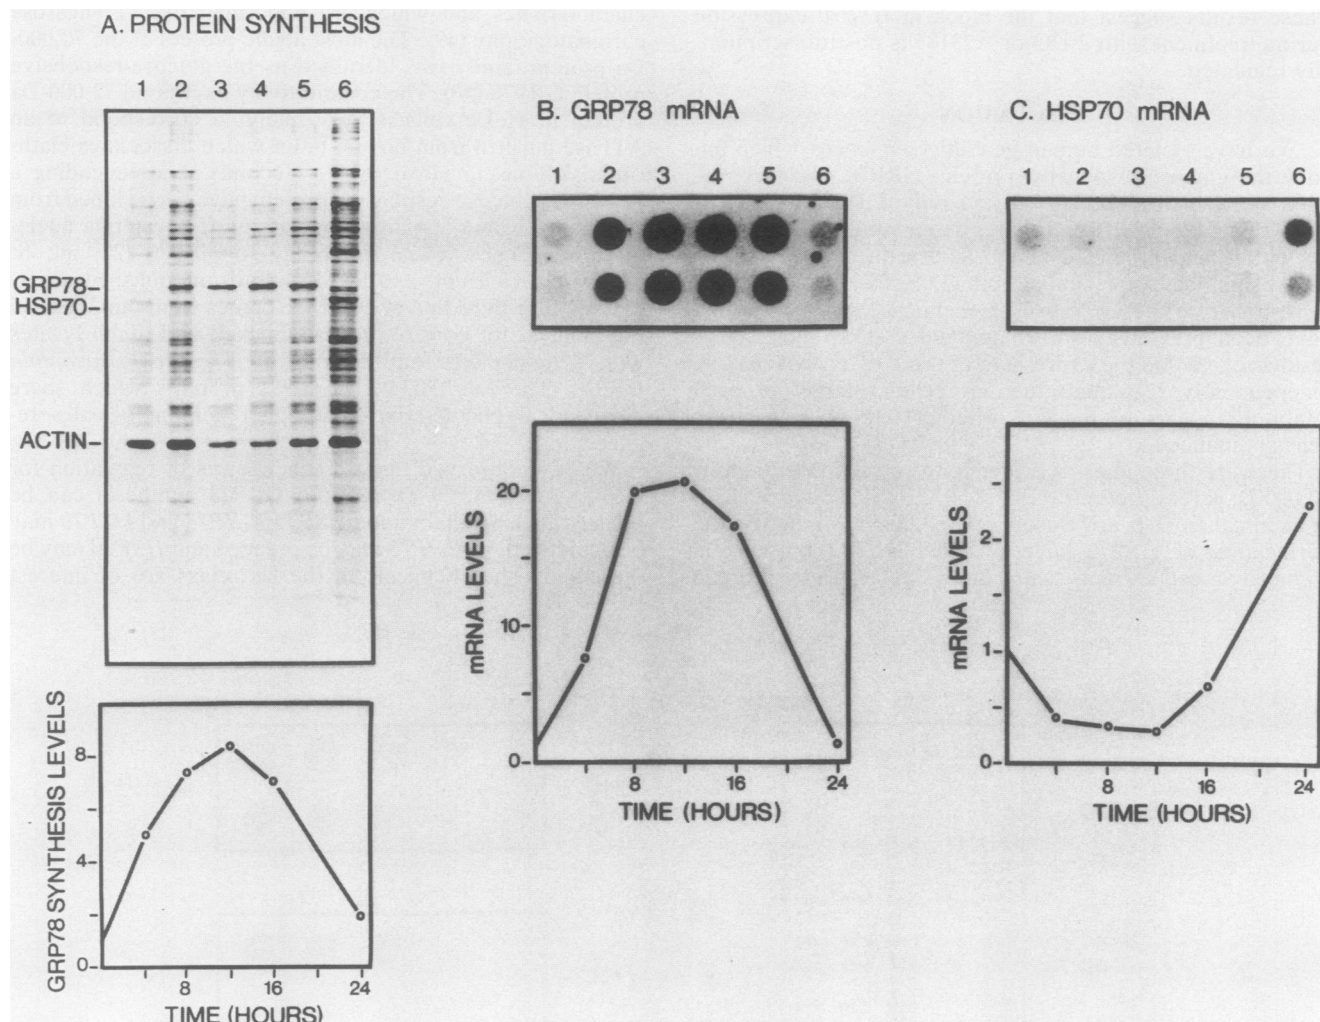 A. PROTEIN SYNTHESIS
1 2 3 4 5 6
GRP78
HSP70
ACTIN
GRP78 SYNTHESIS LEVELS
8
4
0
8 16 24
TIME (HOURS)
B. GRP78 mRNA
1 2 3 4 5 6
mRNA LEVELS
20
10
0
8 16 24
TIME (HOURS)
C. HSP70 mRNA
1 2 3 4 5 6
mRNA LEVELS
2
1
0
8 16 24
TIME (HOURS)